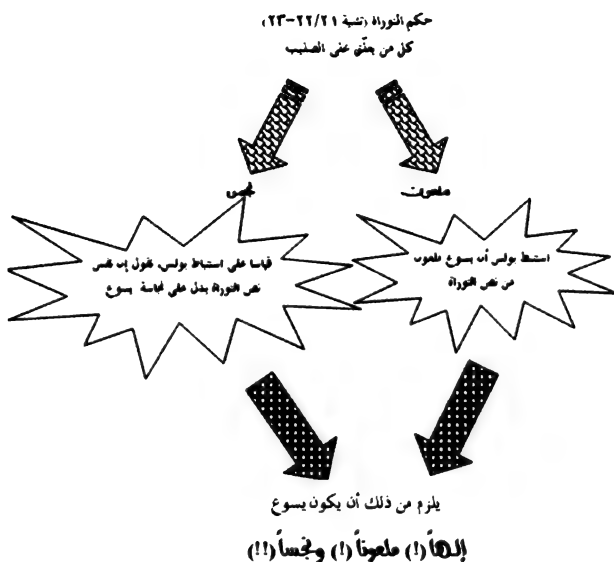 حكم التوراة (تثنية ٢٢/٢١-٢٣)
كل من يعلّق على الصليب
ملعون
نجس
استنبط بولس أن يسوع ملعون
من نص التوراة
قياسا على استنباط بولس، نقول إن نفس
نص التوراة يدل على نجاسة يسوع
يلزم من ذلك أن يكون يسوع
إلهاً (!) ملعوناً (!) ونجساً (!!)